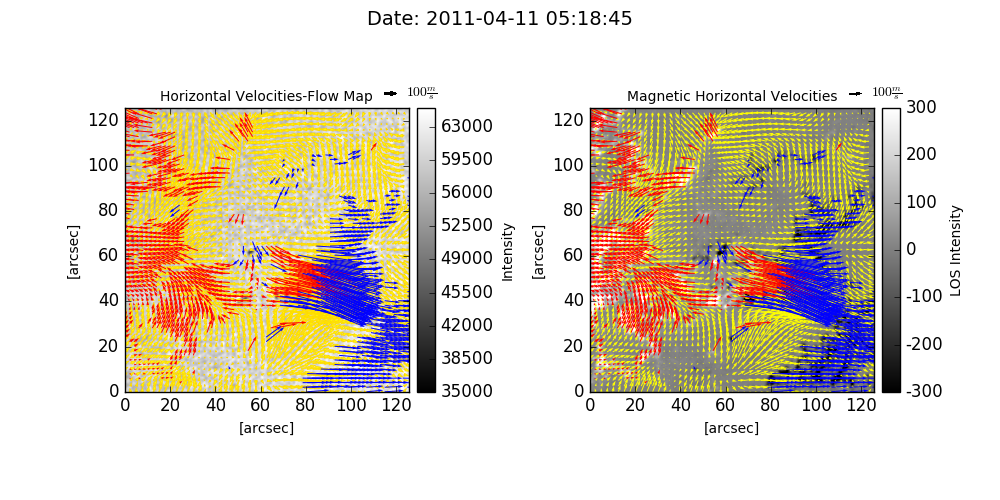 Date: 2011-04-11 05:18:45
Horizontal Velocities-Flow Map
100 m/s
Magnetic Horizontal Velocities
100 m/s
[arcsec]
120
100
80
60
40
20
0
0 20 40 60 80 100 120
[arcsec]
63000
59500
56000
52500
49000
45500
42000
38500
35000
Intensity
[arcsec]
120
100
80
60
40
20
0
0 20 40 60 80 100 120
[arcsec]
300
200
100
0
-100
-200
-300
LOS Intensity